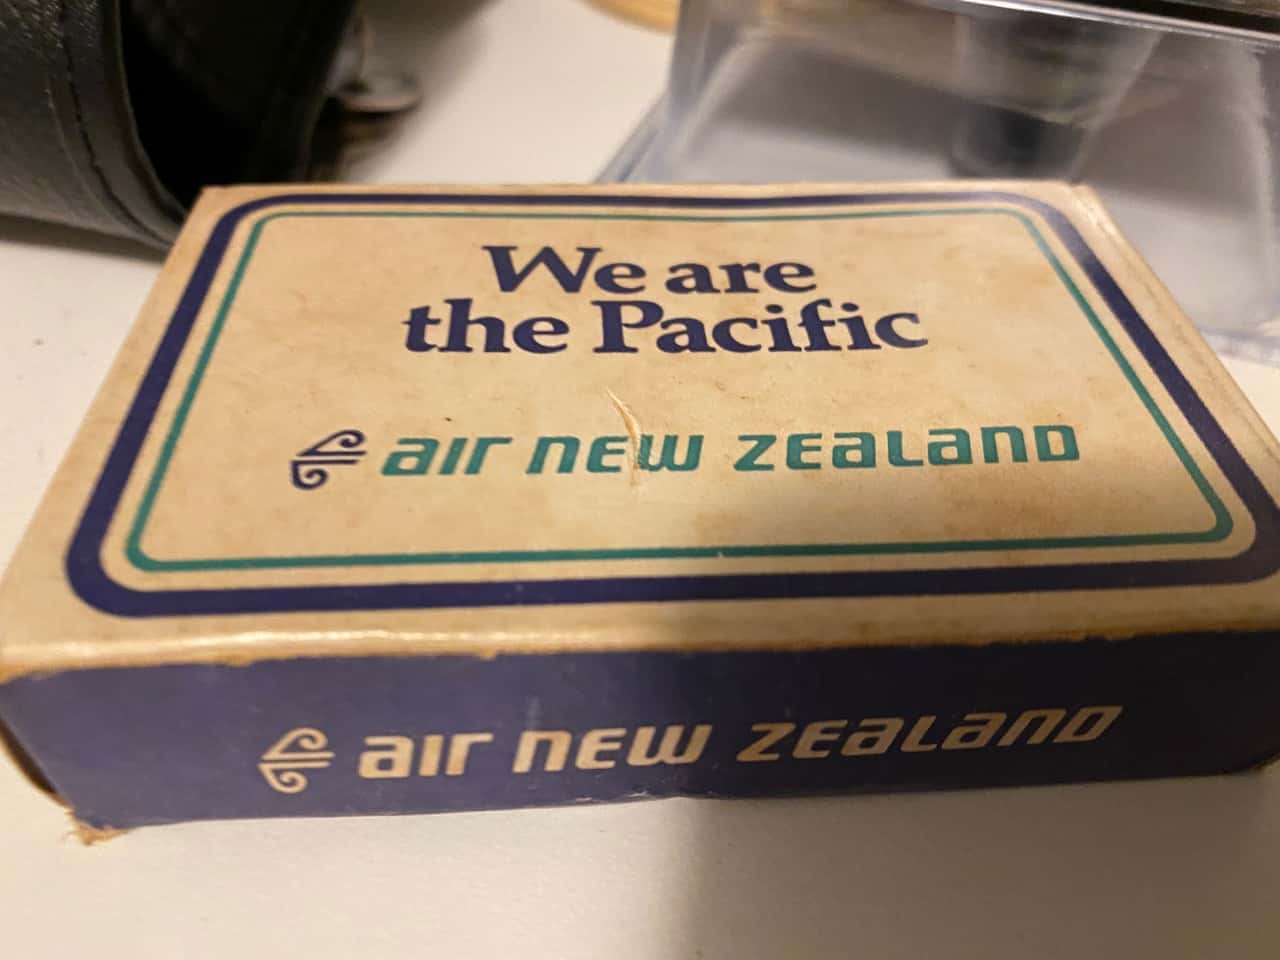 We are
the Pacific
air new zealand
air new zealand